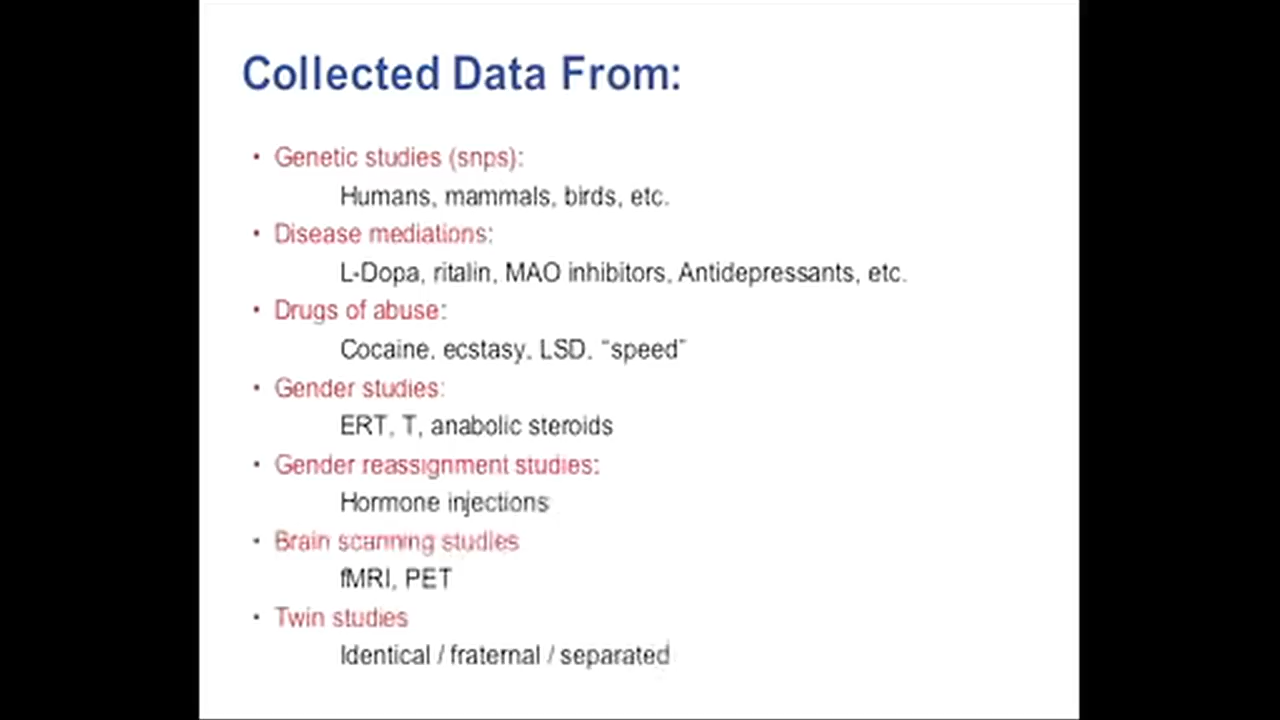 Collected Data From:
• Genetic studies (snps):
Humans, mammals, birds, etc.
• Disease mediations:
L-Dopa, ritalin, MAO inhibitors, Antidepressants, etc.
• Drugs of abuse:
Cocaine, ecstasy, LSD, "speed"
• Gender studies:
ERT, T, anabolic steroids
• Gender reassignment studies:
Hormone injections
• Brain scanning studies
fMRI, PET
• Twin studies
Identical / fraternal / separated